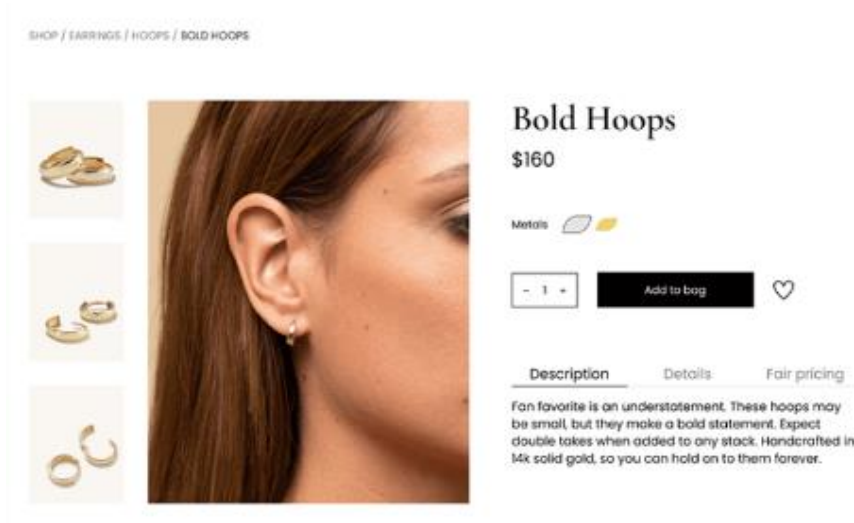 SHOP / EARRINGS / HOOPS / BOLD HOOPS
Bold Hoops
$160
Metals
- 1 +
Add to bag
Description Details Fair pricing
Fan favorite is an understatement. These hoops may
be small, but they make a bold statement. Expect
double takes when added to any stack. Handcrafted in
14k solid gold, so you can hold on to them forever.